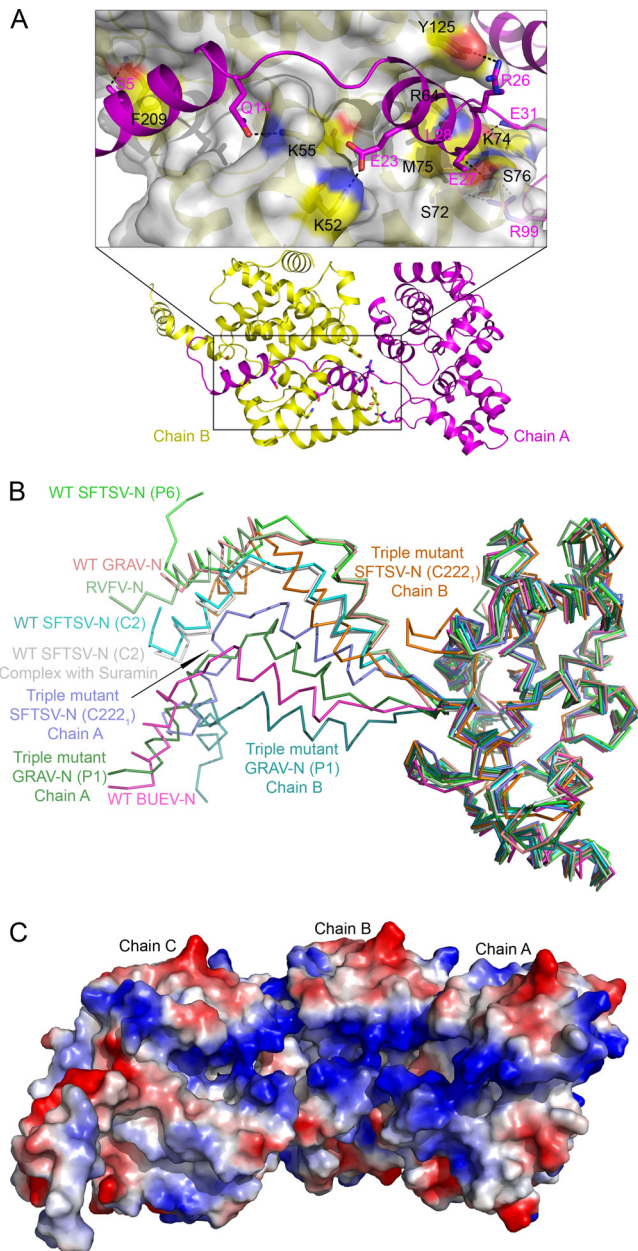 A
Y125
R26
S5
R64
Q14
E31
F209
L28
K74
K55
E23
M75
E27
S76
K52
S72
R99
Chain B
Chain A
B
WT SFTSV-N (P6)
WT GRAV-N
RVFV-N
Triple mutant
SFTSV-N (C222₁)
Chain B
WT SFTSV-N (C2)
WT SFTSV-N (C2)
Complex with Suramin
Triple mutant
SFTSV-N (C222₁)
Chain A
Triple mutant
GRAV-N (P1)
Chain A
Triple mutant
GRAV-N (P1)
Chain B
WT BUEV-N
C
Chain C
Chain B
Chain A